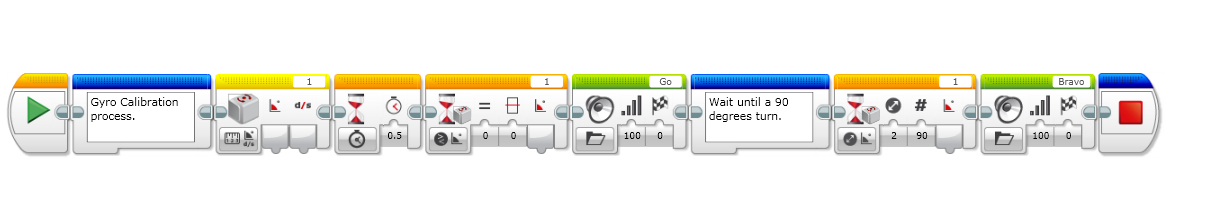 Gyro Calibration
process.
1
d/s
d/s
0.5
1
=
0 0
Go
100 0
Wait until a 90
degrees turn.
1
#
2 90
Bravo
100 0